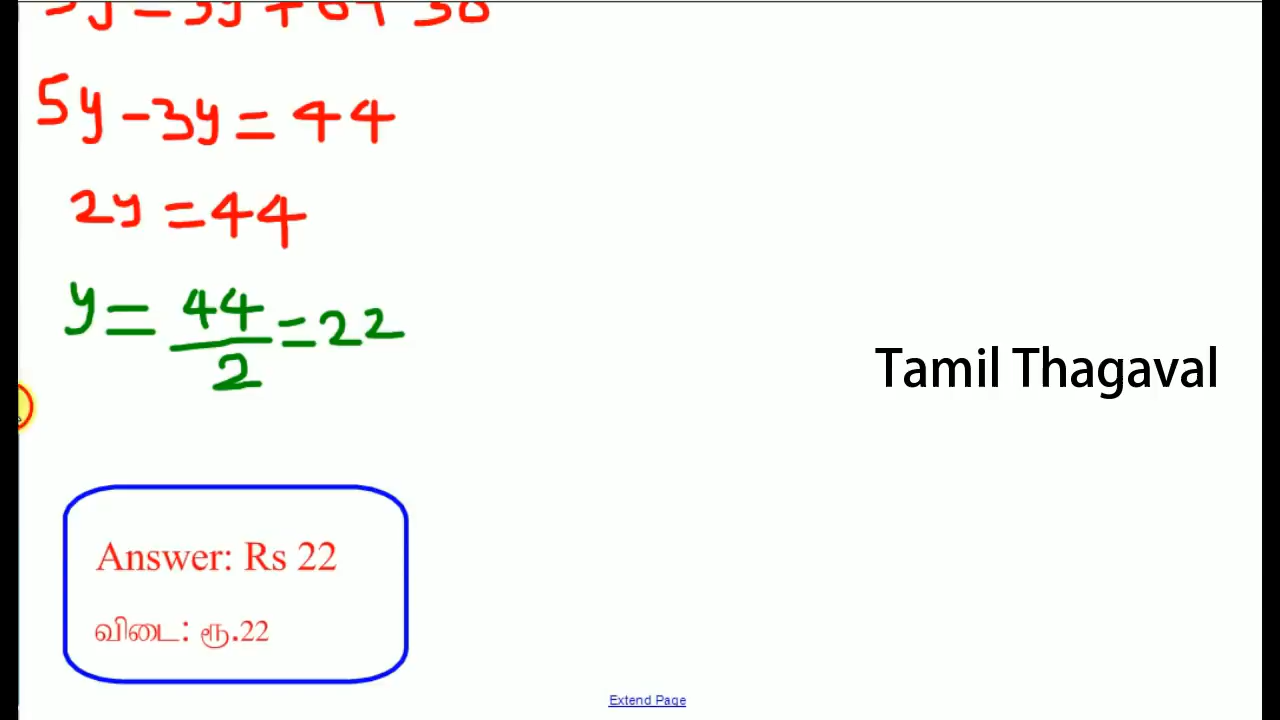 5y - 3y = 44
2y = 44
y = 44/2 = 22
Tamil Thagaval
Answer: Rs 22
விடை: ரூ.22
Extend Page